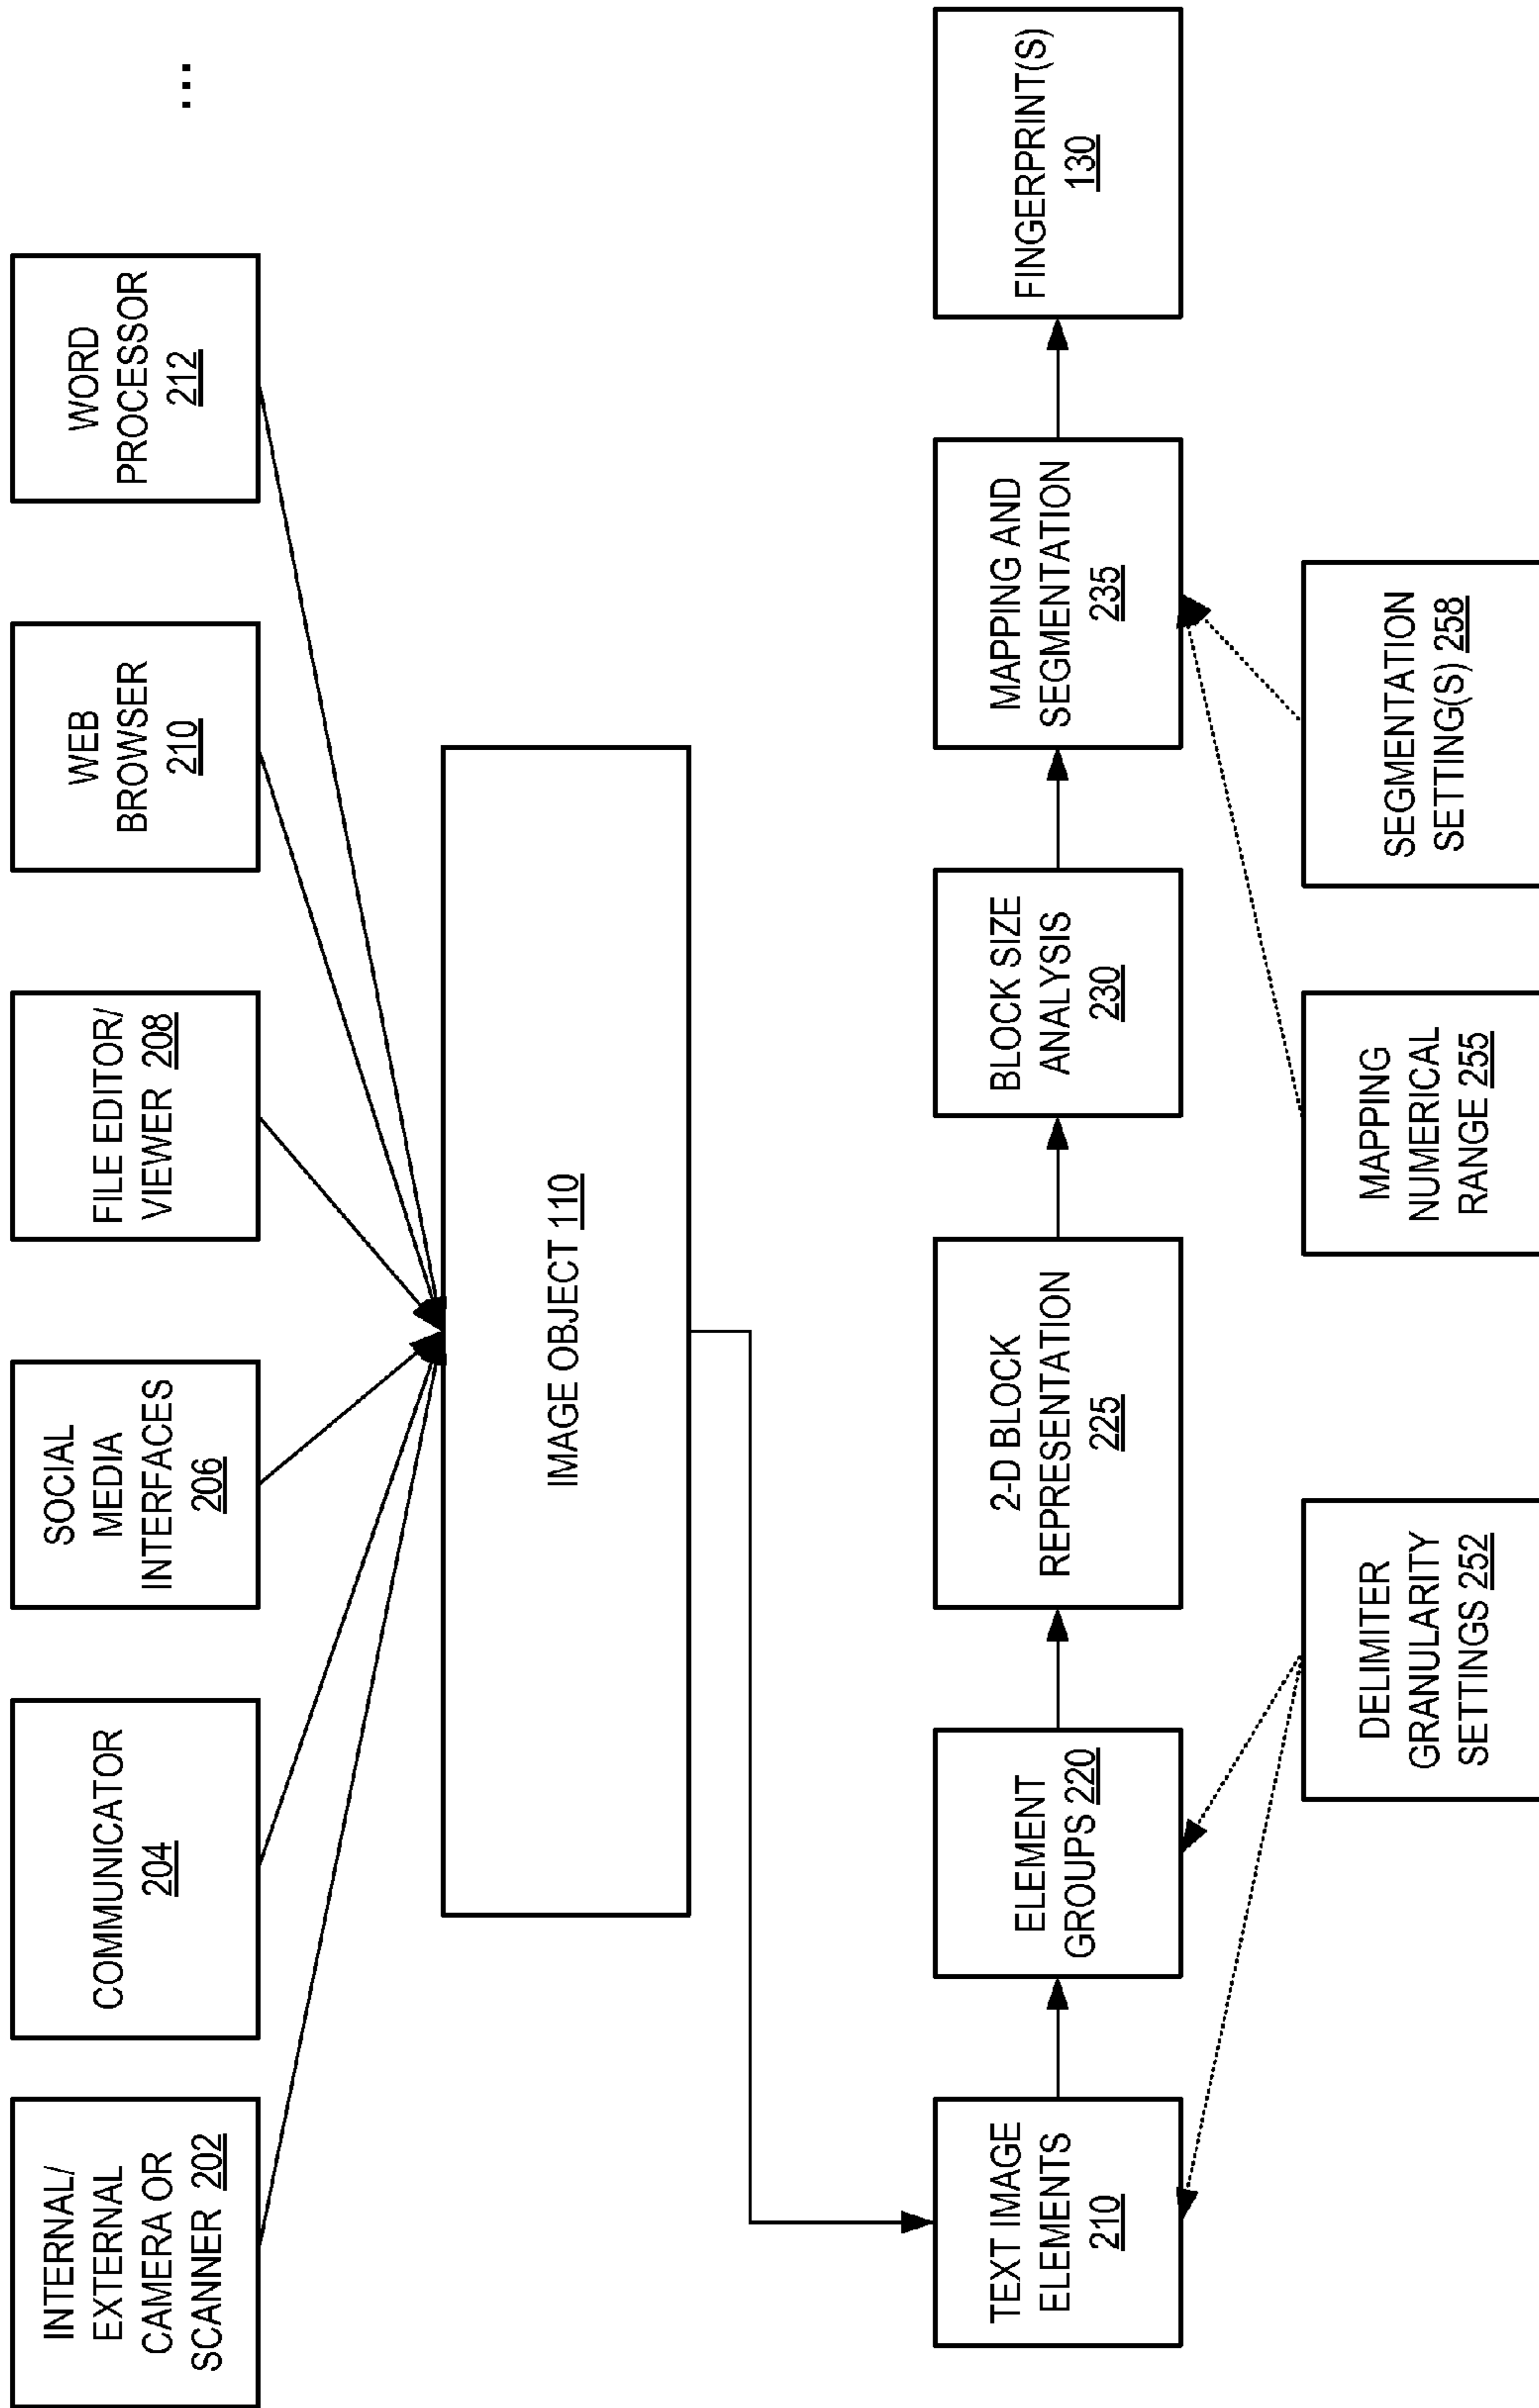 INTERNAL/
EXTERNAL
CAMERA OR
SCANNER 202
COMMUNICATOR
204
SOCIAL
MEDIA
INTERFACES
206
FILE EDITOR/
VIEWER 208
WEB
BROWSER
210
WORD
PROCESSOR
212
...
IMAGE OBJECT 110
TEXT IMAGE
ELEMENTS
210
ELEMENT
GROUPS 220
2-D BLOCK
REPRESENTATION
225
BLOCK SIZE
ANALYSIS
230
MAPPING AND
SEGMENTATION
235
FINGERPRINT(S)
130
DELIMITER
GRANULARITY
SETTINGS 252
MAPPING
NUMERICAL
RANGE 255
SEGMENTATION
SETTING(S) 258